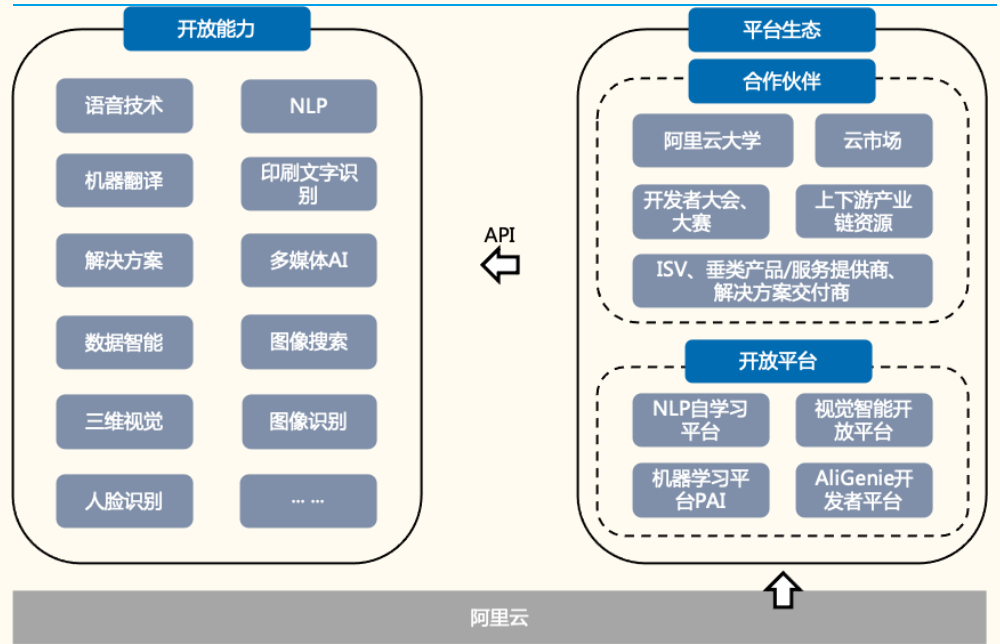 开放能力
语音技术
NLP
机器翻译
印刷文字识
别
解决方案
多媒体AI
数据智能
图像搜索
三维视觉
图像识别
人脸识别
... ...
API
平台生态
合作伙伴
阿里云大学
云市场
开发者大会、
大赛
上下游产业
链资源
ISV、垂类产品/服务提供商、
解决方案交付商
开放平台
NLP自学习
平台
视觉智能开
放平台
机器学习平
台PAI
AliGenie开
发者平台
阿里云